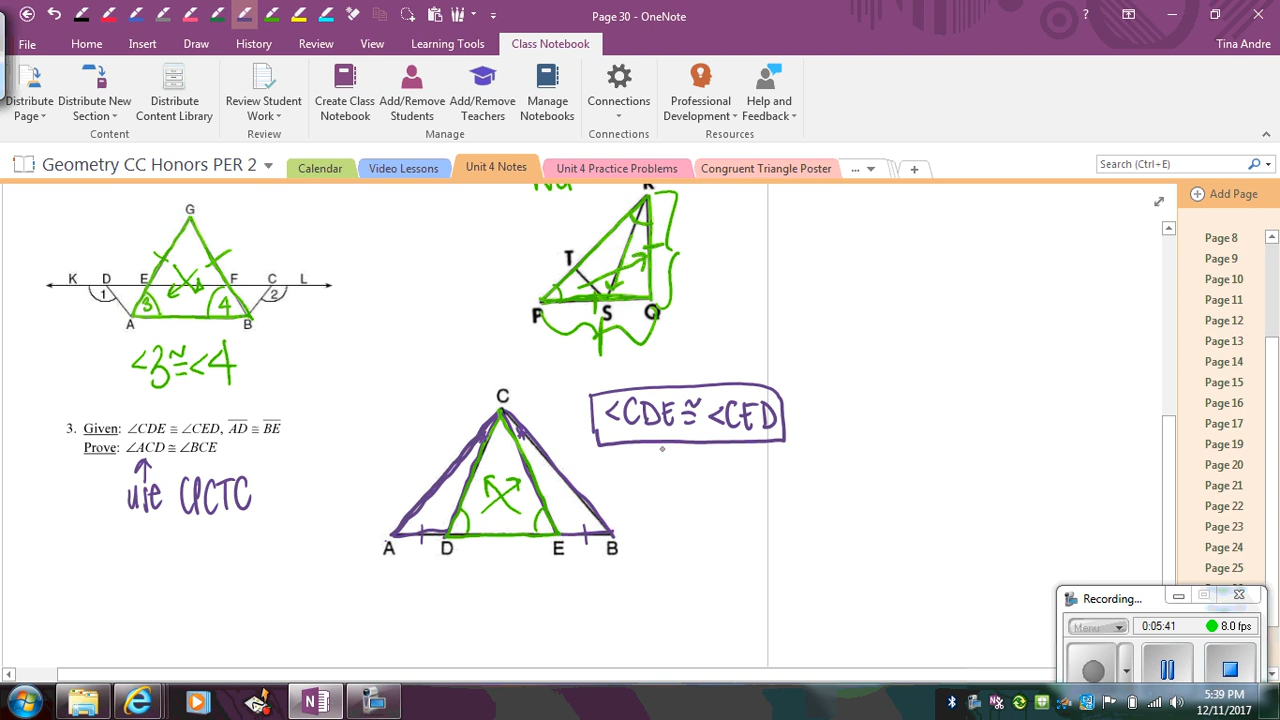 Page 30 - OneNote
File Home Insert Draw History Review View Learning Tools Class Notebook Tina Andre
Distribute Page Distribute New Section Distribute Content Library Review Student Work Create Class Notebook Add/Remove Students Add/Remove Teachers Manage Notebooks Connections Professional Development Help and Feedback
Content Review Manage Connections Resources
Geometry CC Honors PER 2 Calendar Video Lessons Unit 4 Notes Unit 4 Practice Problems Congruent Triangle Poster ... Search (Ctrl+E)
Add Page
Page 8
Page 9
Page 10
Page 11
Page 12
Page 13
Page 14
Page 15
Page 16
Page 17
Page 18
Page 19
Page 20
Page 21
Page 22
Page 23
Page 24
Page 25
G
K D E F C L
1 2
3 4
A B
<3≅<4
R
T
P S Q
3. Given: ∠CDE ≅ ∠CED, AD ≅ BE
Prove: ∠ACD ≅ ∠BCE
use CPCTC
C
A D E B
<CDE≅<CED
Recording...
Menu 0:05:41 8.0 fps
5:39 PM
12/11/2017